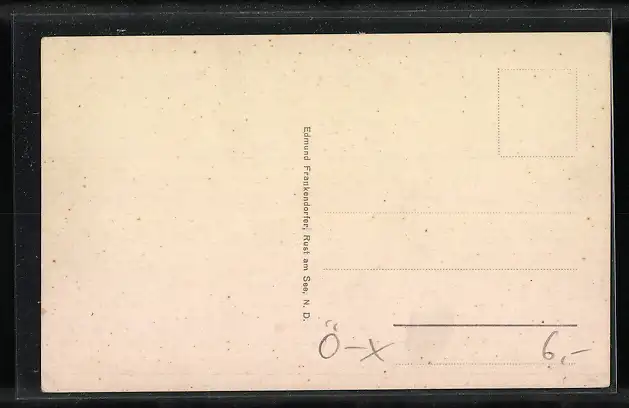 Edmund Frankendorfer, Rust am See, N. D.
Ö-X
6,-